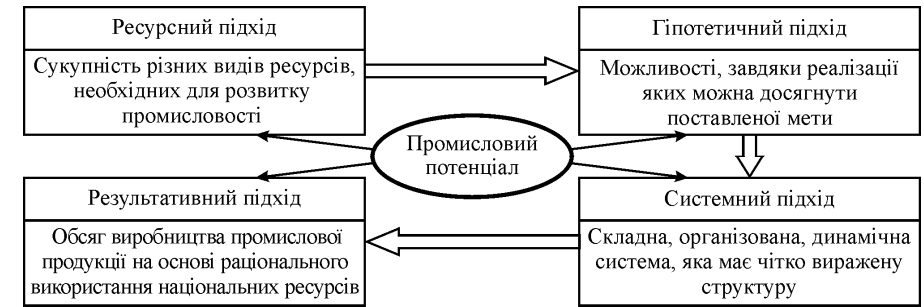 Ресурсний підхід
Сукупність різних видів ресурсів,
необхідних для розвитку
промисловості
Гіпотетичний підхід
Можливості, завдяки реалізації
яких можна досягнути
поставленої мети
Промисловий
потенціал
Результативний підхід
Обсяг виробництва промислової
продукції на основі раціонального
використання національних ресурсів
Системний підхід
Складна, організована, динамічна
система, яка має чітко виражену
структуру